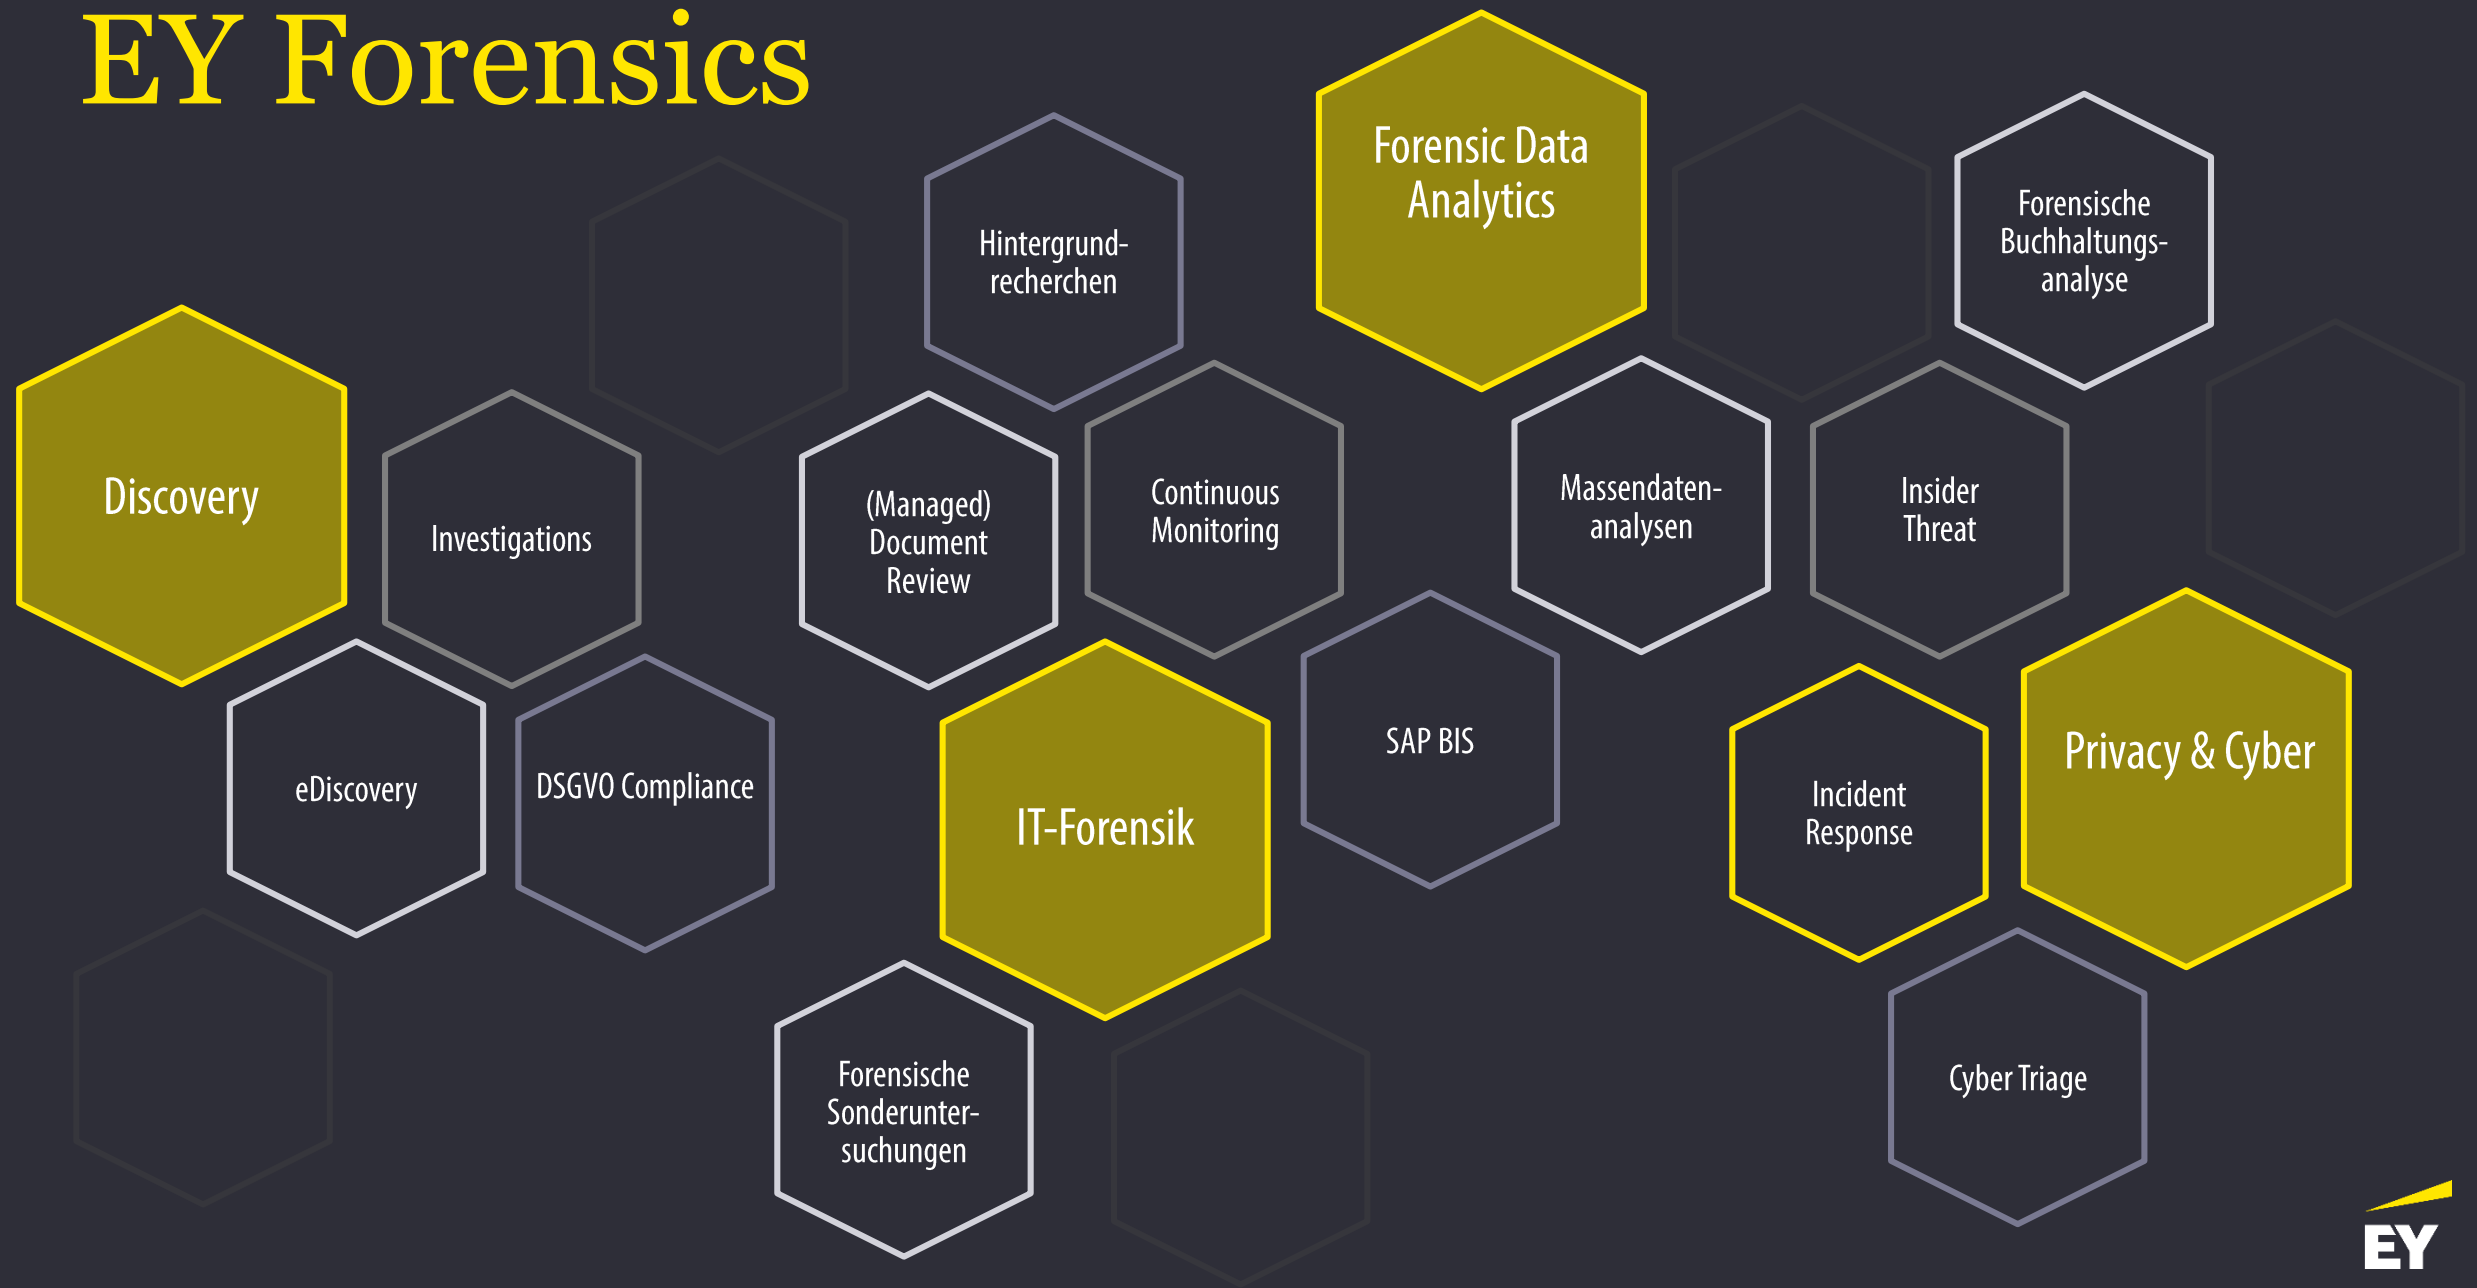 EY Forensics
Forensic Data
Analytics
Forensische
Buchhaltungs-
analyse
Hintergrund-
recherchen
Discovery
Investigations
(Managed)
Document
Review
Continuous
Monitoring
Massendaten-
analysen
Insider
Threat
eDiscovery
DSGVO Compliance
IT-Forensik
SAP BIS
Incident
Response
Privacy & Cyber
Forensische
Sonderunter-
suchungen
Cyber Triage
EY